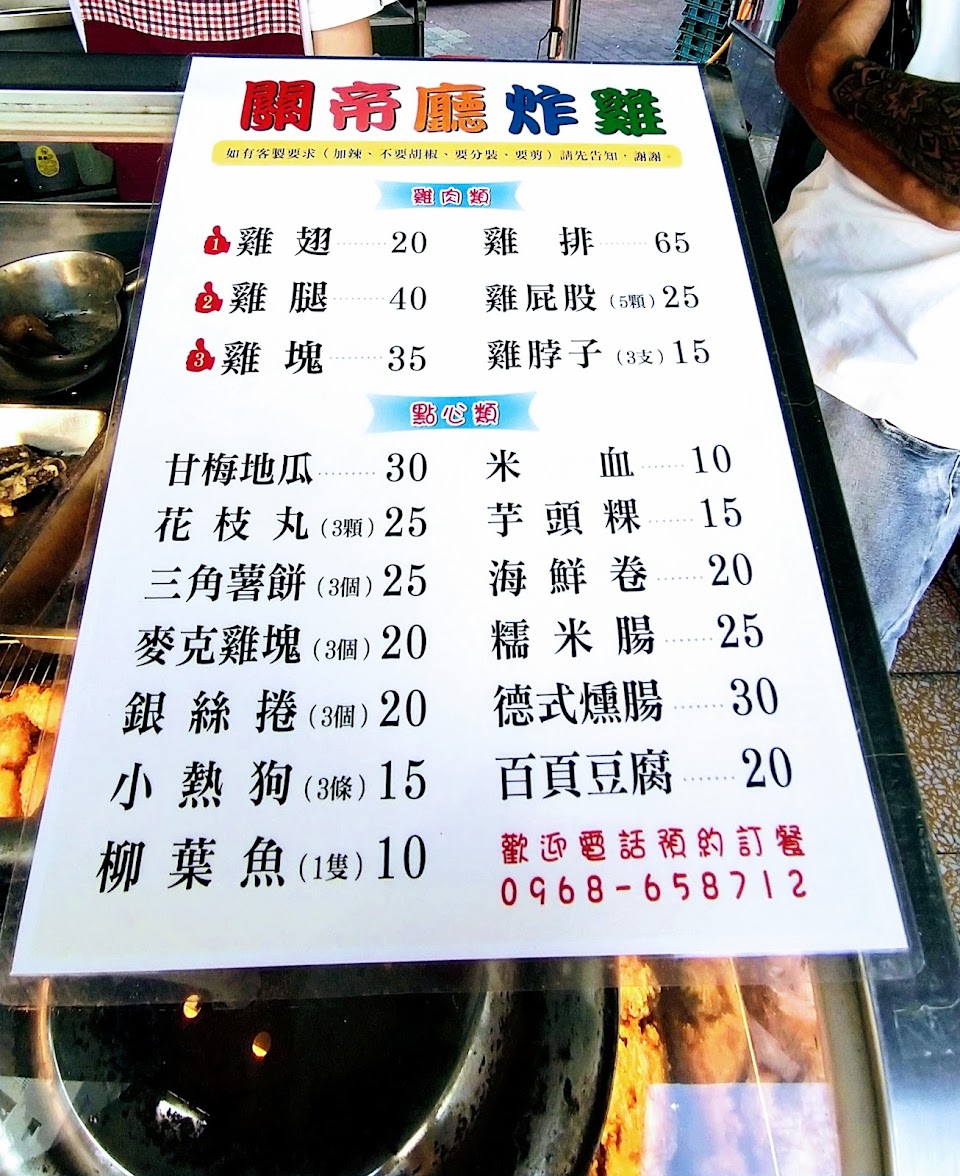 關帝廳炸雞
如有客製要求（加辣、不要胡椒、要分裝、要剪）請先告知，謝謝。
雞肉類
1 雞翅 ········ 20 雞排 ········ 65
2 雞腿 ········ 40 雞屁股（5顆）25
3 雞塊 ········ 35 雞脖子（3支）15
點心類
甘梅地瓜 ········ 30 米血 ······ 10
花枝丸（3顆）25 芋頭粿 ······ 15
三角薯餅（3個）25 海鮮卷 ······ 20
麥克雞塊（3個）20 糯米腸 ······ 25
銀絲捲（3個）20 德式燻腸 ······ 30
小熱狗（3條）15 百頁豆腐 ······ 20
柳葉魚（1隻）10
歡迎電話預約訂餐
0968-658712